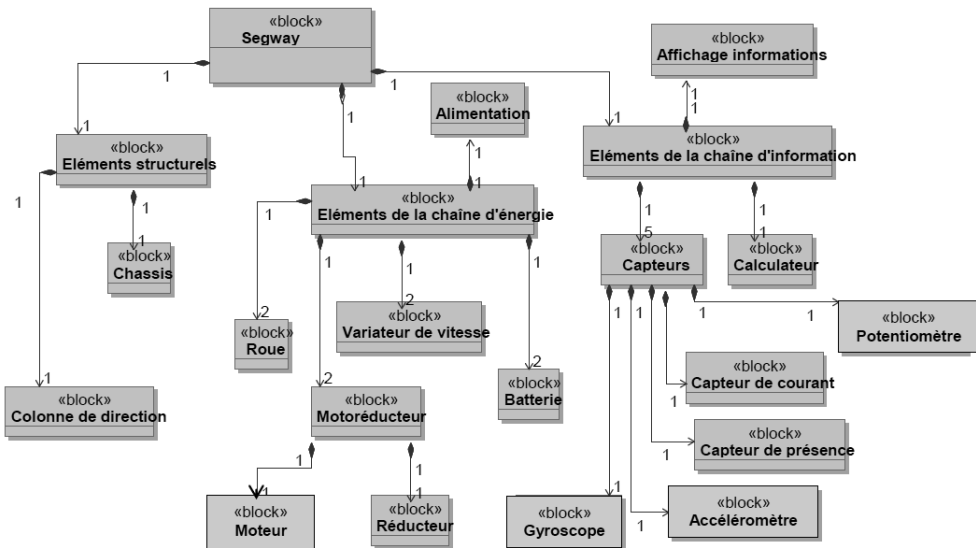 «block»
Segway
«block»
Affichage informations
1
1
1
1
1
«block»
Alimentation
1
1
1
«block»
Eléments structurels
«block»
Eléments de la chaîne d'information
1
1
1
1
«block»
Eléments de la chaîne d'énergie
1
1
1
1
1
1
1
1
1
5
1
«block»
Chassis
«block»
Capteurs
«block»
Calculateur
2
«block»
Roue
2
«block»
Variateur de vitesse
1
1
1
1
1
1
«block»
Potentiomètre
«block»
Capteur de courant
1
1
«block»
Colonne de direction
2
«block»
Motoréducteur
2
«block»
Batterie
«block»
Capteur de présence
1
1
1
1
1
«block»
Moteur
«block»
Réducteur
1
«block»
Gyroscope
1
«block»
Accéléromètre